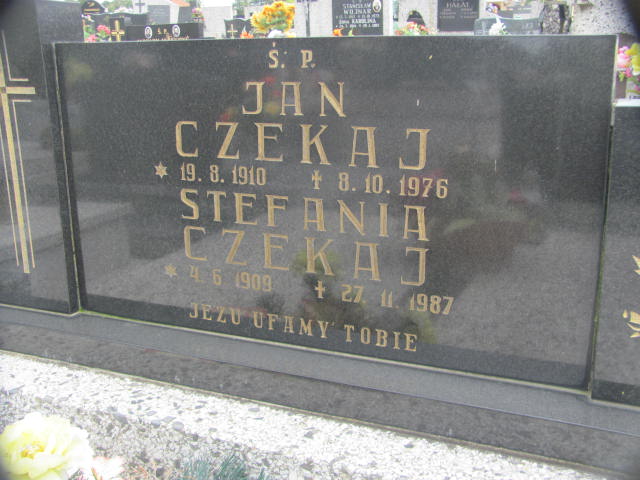 Ś. P.
JAN
CZEKAJ
* 19. 8. 1910 † 8. 10. 1976
STEFANIA
CZEKAJ
* 4. 6. 1909 † 27. 11. 1987
JEZU UFAMY TOBIE
HALAT